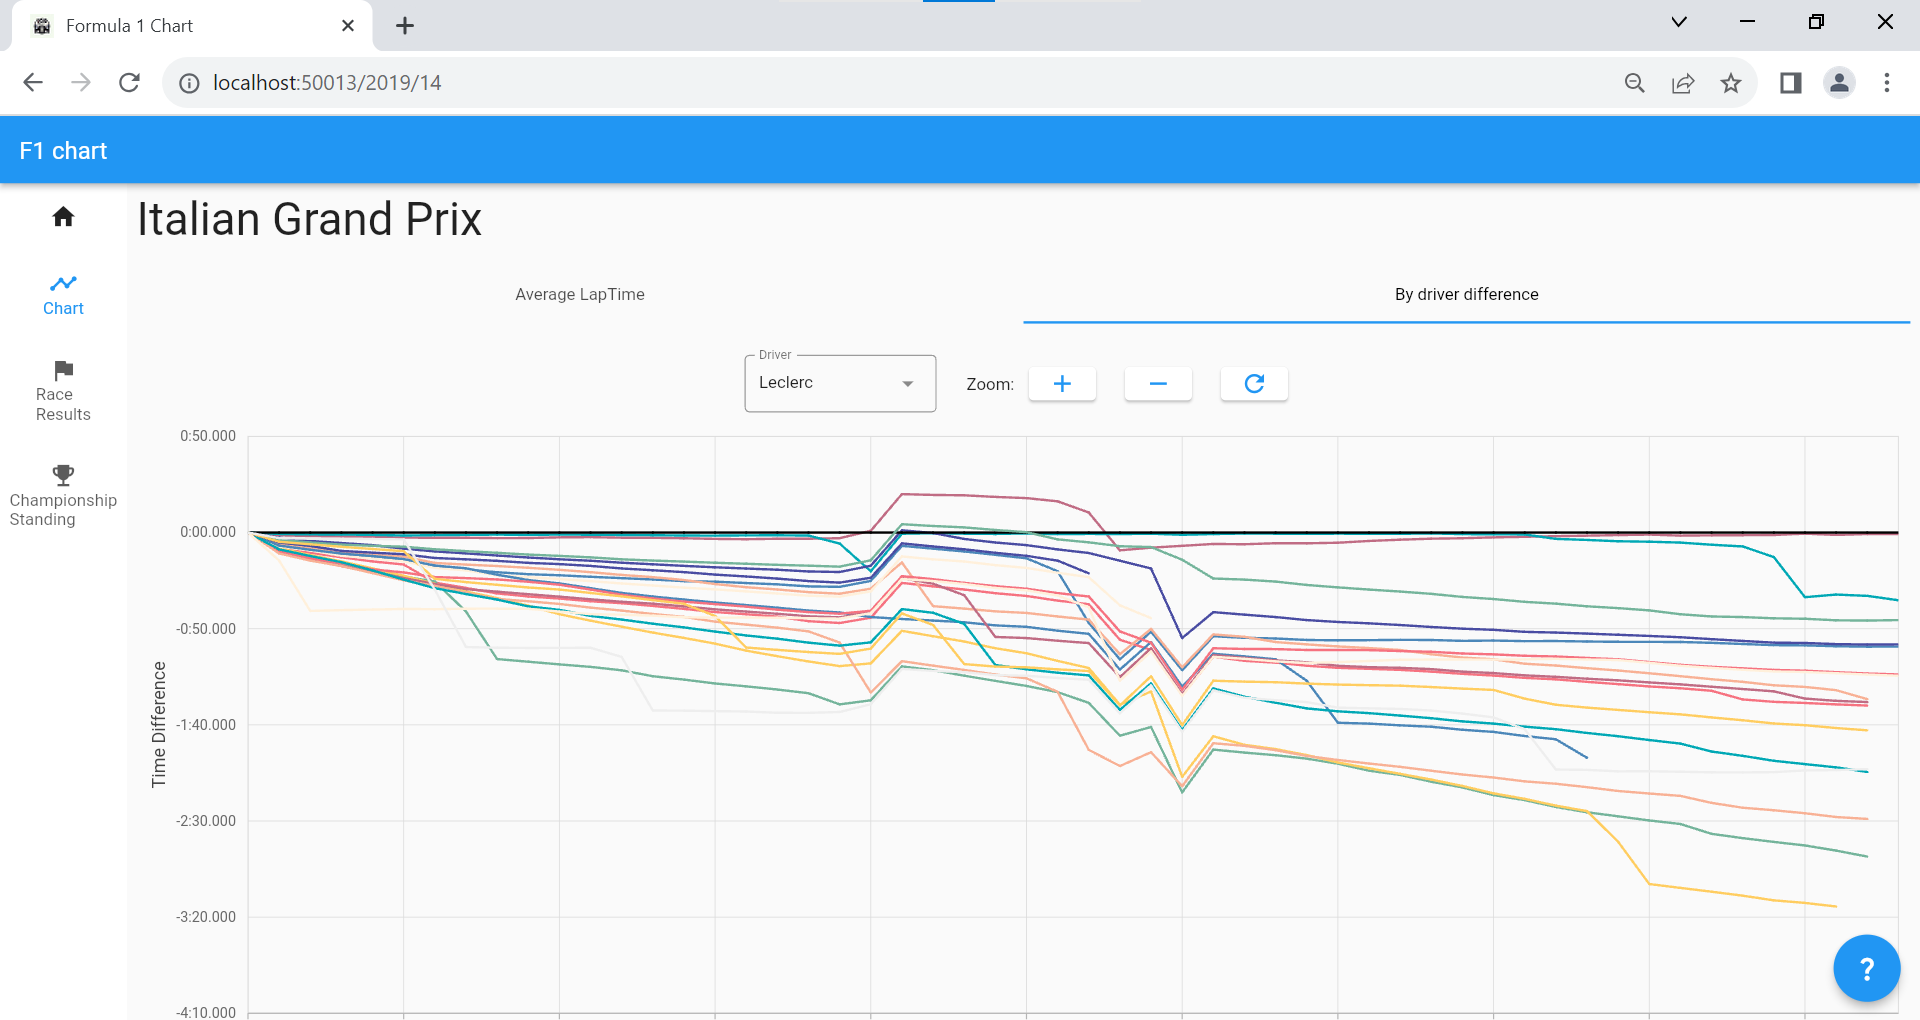 Formula 1 Chart
localhost:50013/2019/14
F1 chart
Italian Grand Prix
Chart
Race
Results
Championship
Standing
Average LapTime
By driver difference
Driver
Leclerc
Zoom:
0:50.000
0:00.000
-0:50.000
-1:40.000
-2:30.000
-3:20.000
-4:10.000
Time Difference
?